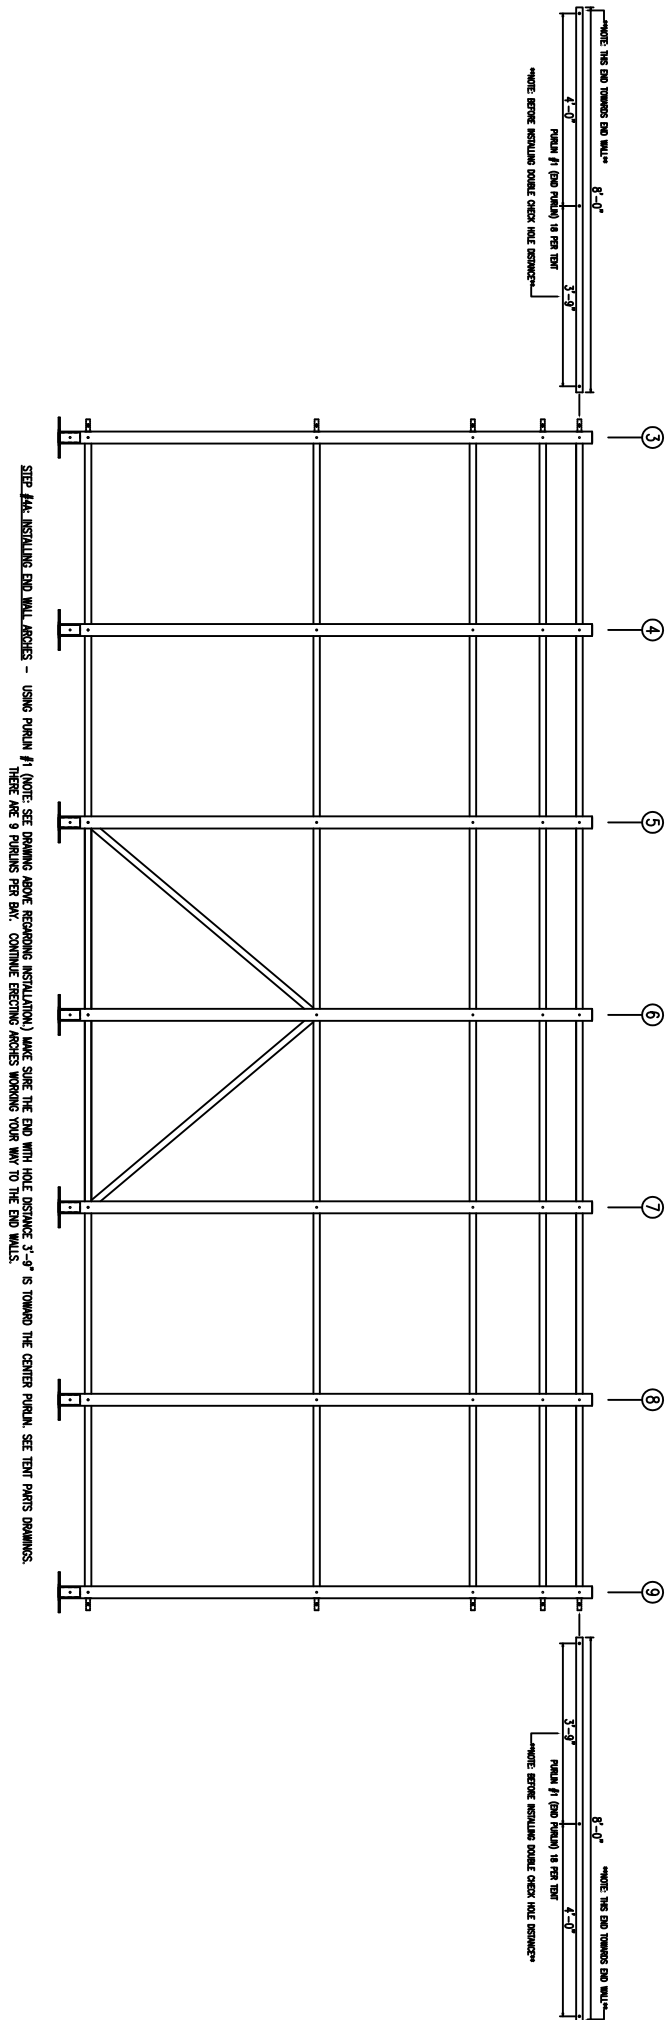 **NOTE: THIS END TOWARDS END WALL**
8'-0"
4'-0"
3'-9"
PURLIN #1 (END PURLIN) 18 PER TENT
**NOTE: BEFORE INSTALLING DOUBLE CHECK HOLE DISTANCE**
3
4
5
6
7
8
9
**NOTE: THIS END TOWARDS END WALL**
8'-0"
3'-9"
4'-0"
PURLIN #1 (END PURLIN) 18 PER TENT
**NOTE: BEFORE INSTALLING DOUBLE CHECK HOLE DISTANCE**
STEP #4A: INSTALLING END WALL ARCHES - USING PURLIN #1 (NOTE: SEE DRAWING ABOVE REGARDING INSTALLATION.) MAKE SURE THE END WITH HOLE DISTANCE 3'-9" IS TOWARD THE CENTER PURLIN. SEE TENT PARTS DRAWINGS.
THERE ARE 9 PURLINS PER BAY. CONTINUE ERECTING ARCHES WORKING YOUR WAY TO THE END WALLS.